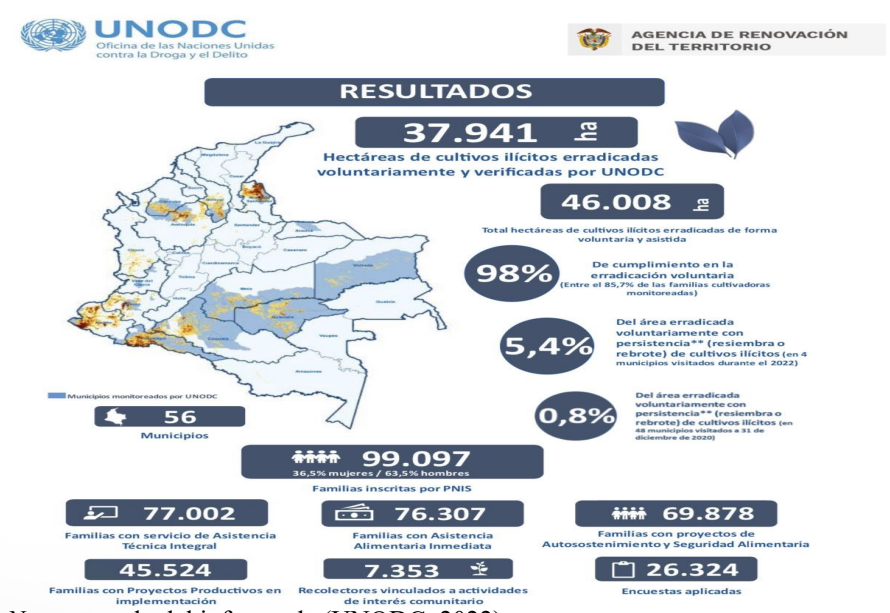 UNODC
Oficina de las Naciones Unidas
contra la Droga y el Delito
AGENCIA DE RENOVACIÓN
DEL TERRITORIO
RESULTADOS
37.941 ha
Hectáreas de cultivos ilícitos erradicadas
voluntariamente y verificadas por UNODC
46.008 ha
Total hectáreas de cultivos ilícitos erradicadas de forma
voluntaria y asistida
98%
De cumplimiento en la
erradicación voluntaria
(Entre el 85,7% de las familias cultivadoras
monitoreadas)
5,4%
Del área erradicada
voluntariamente con
persistencia** (resiembra o
rebrote) de cultivos ilícitos (en 4
municipios visitados durante el 2022)
0,8%
Del área erradicada
voluntariamente con
persistencia** (resiembra o
rebrote) de cultivos ilícitos (en
48 municipios visitados a 31 de
diciembre de 2020)
Municipios monitoreados por UNODC
56
Municipios
99.097
36,5% mujeres / 63,5% hombres
Familias inscritas por PNIS
77.002
Familias con servicio de Asistencia
Técnica Integral
76.307
Familias con Asistencia
Alimentaria Inmediata
69.878
Familias con proyectos de
Autosostenimiento y Seguridad Alimentaria
45.524
Familias con Proyectos Productivos en
implementación
7.353
Recolectores vinculados a actividades
de interés comunitario
26.324
Encuestas aplicadas